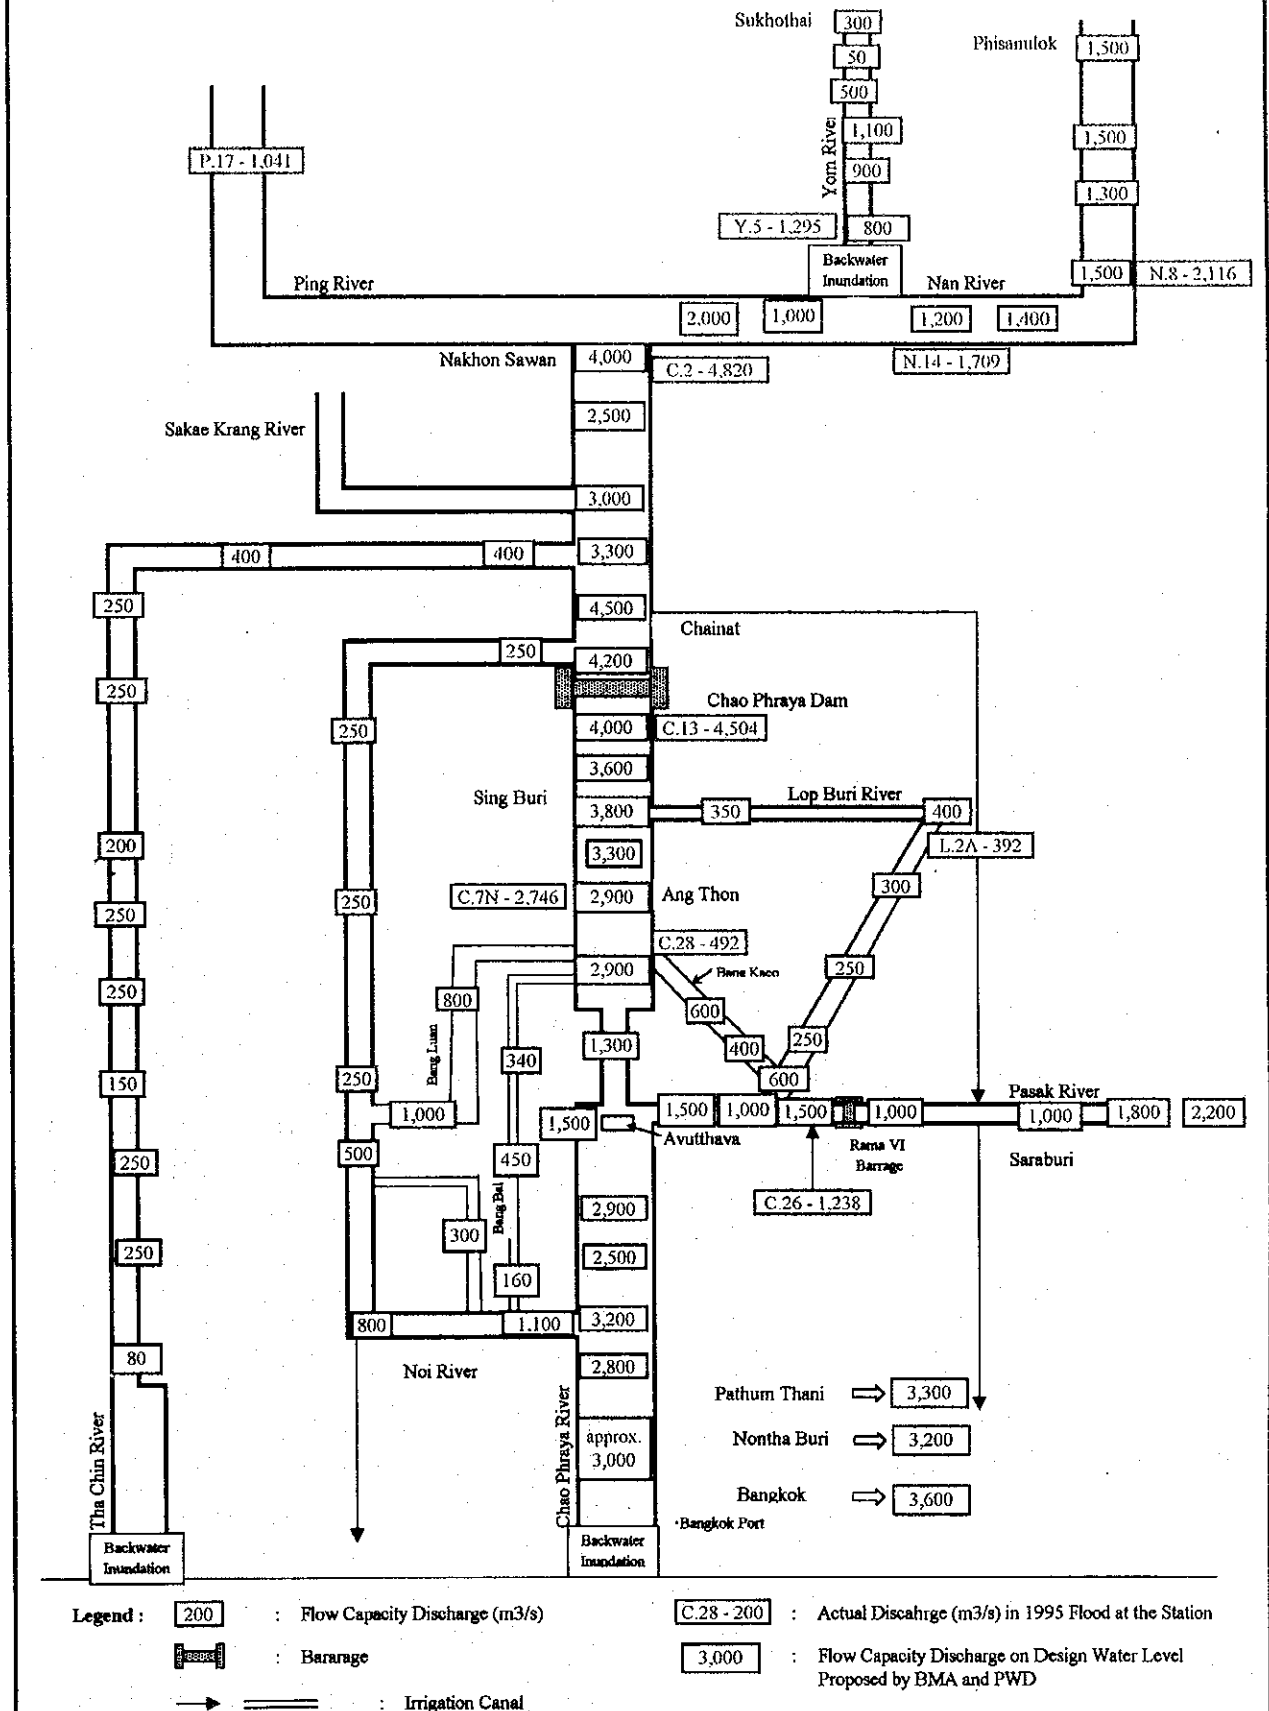 Sukhothai
300
Phisanulok
1,500
50
500
1,100
1,500
Yom River
P.17 - 1,041
900
1,300
Y.5 - 1,295
800
Backwater
Inundation
1,500
N.8 - 2,116
Ping River
Nan River
2,000
1,000
1,200
1,400
Nakhon Sawan
4,000
C.2 - 4,820
N.14 - 1,709
2,500
Sakae Krang River
3,000
400
400
3,300
250
4,500
Chainat
250
4,200
250
Chao Phraya Dam
250
4,000
C.13 - 4,504
3,600
Sing Buri
Lop Buri River
3,800
350
400
200
L.2A - 392
3,300
300
250
C.7N - 2,746
2,900
Ang Thon
250
C.28 - 492
2,900
250
250
800
600
Bang Luan
1,300
340
400
250
250
150
600
Pasak River
1,000
1,500
1,500
1,000
1,500
1,000
1,000
1,800
2,200
Avutthava
Rama VI
Barrage
Saraburi
500
450
250
Bang Bal
C.26 - 1,238
2,900
300
250
2,500
160
800
1.100
3,200
80
Noi River
2,800
Pathum Thani
3,300
Tha Chin River
Chao Phraya River
approx.
3,000
Nontha Buri
3,200
Bangkok
3,600
·Bangkok Port
Backwater
Inundation
Backwater
Inundation
Legend :
200 : Flow Capacity Discharge (m3/s)
C.28 - 200 : Actual Discahrge (m3/s) in 1995 Flood at the Station
: Bararage
3,000 : Flow Capacity Discharge on Design Water Level
Proposed by BMA and PWD
: Irrigation Canal